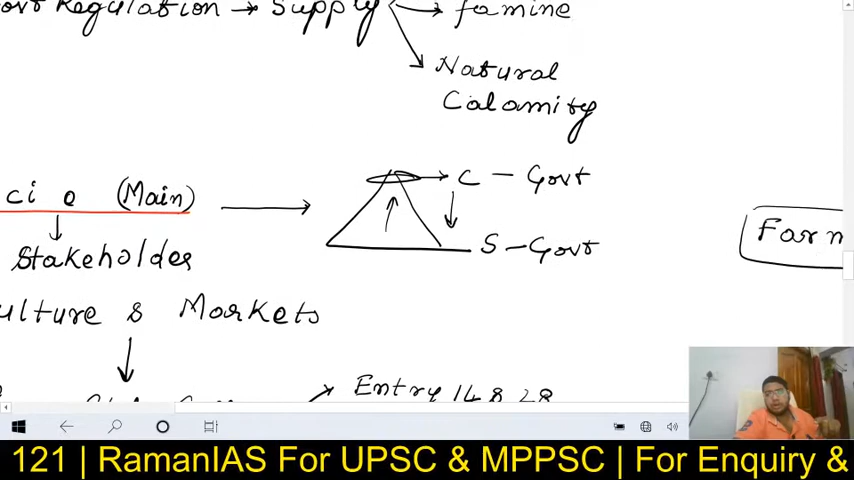 ovt Regulation → Supply → famine
Natural
Calamity
ci e (Main) → C - Govt
S - Govt
Stakeholder
Farm
ulture & Markets
Entry 14 & 28
121 | RamanIAS For UPSC & MPPSC | For Enquiry &